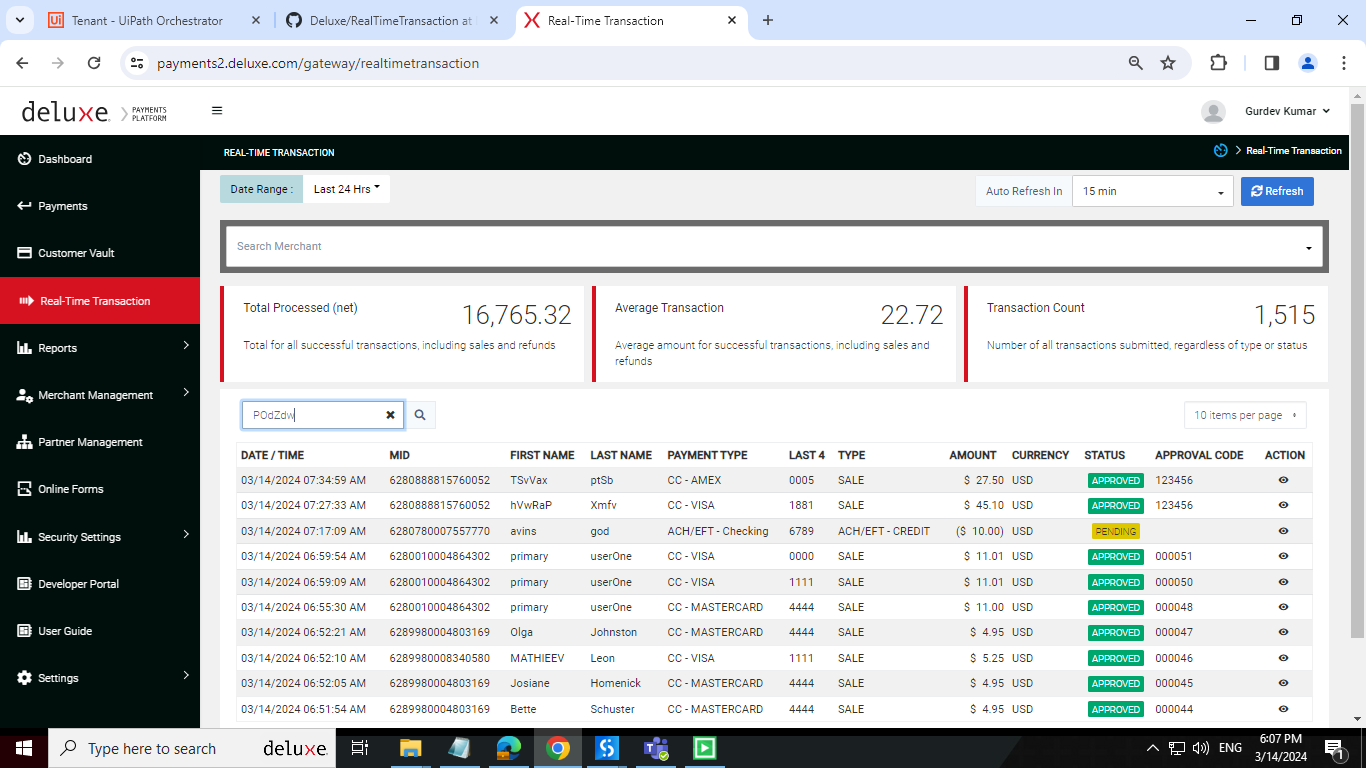 Tenant - UiPath Orchestrator
Deluxe/RealTimeTransaction at
Real-Time Transaction
payments2.deluxe.com/gateway/realtimetransaction
deluxe. PAYMENTS PLATFORM
Gurdev Kumar
Dashboard
Payments
Customer Vault
Real-Time Transaction
Reports
Merchant Management
Partner Management
Online Forms
Security Settings
Developer Portal
User Guide
Settings
REAL-TIME TRANSACTION
Real-Time Transaction
Date Range : Last 24 Hrs
Auto Refresh In 15 min Refresh
Search Merchant
Total Processed (net) 16,765.32
Total for all successful transactions, including sales and refunds
Average Transaction 22.72
Average amount for successful transactions, including sales and
refunds
Transaction Count 1,515
Number of all transactions submitted, regardless of type or status
POdZdw
10 items per page
DATE / TIME MID FIRST NAME LAST NAME PAYMENT TYPE LAST 4 TYPE AMOUNT CURRENCY STATUS APPROVAL CODE ACTION
03/14/2024 07:34:59 AM 6280888815760052 TSvVax ptSb CC - AMEX 0005 SALE $ 27.50 USD APPROVED 123456
03/14/2024 07:27:33 AM 6280888815760052 hVwRaP Xmfv CC - VISA 1881 SALE $ 45.10 USD APPROVED 123456
03/14/2024 07:17:09 AM 6280780007557770 avins god ACH/EFT - Checking 6789 ACH/EFT - CREDIT ($ 10.00) USD PENDING
03/14/2024 06:59:54 AM 6280010004864302 primary userOne CC - VISA 0000 SALE $ 11.01 USD APPROVED 000051
03/14/2024 06:59:09 AM 6280010004864302 primary userOne CC - VISA 1111 SALE $ 11.01 USD APPROVED 000050
03/14/2024 06:55:30 AM 6280010004864302 primary userOne CC - MASTERCARD 4444 SALE $ 11.00 USD APPROVED 000048
03/14/2024 06:52:21 AM 6289980004803169 Olga Johnston CC - MASTERCARD 4444 SALE $ 4.95 USD APPROVED 000047
03/14/2024 06:52:10 AM 6289980008340580 MATHIEEV Leon CC - VISA 1111 SALE $ 5.25 USD APPROVED 000046
03/14/2024 06:52:05 AM 6289980004803169 Josiane Homenick CC - MASTERCARD 4444 SALE $ 4.95 USD APPROVED 000045
03/14/2024 06:51:54 AM 6289980004803169 Bette Schuster CC - MASTERCARD 4444 SALE $ 4.95 USD APPROVED 000044
Type here to search deluxe.
ENG
6:07 PM
3/14/2024
1